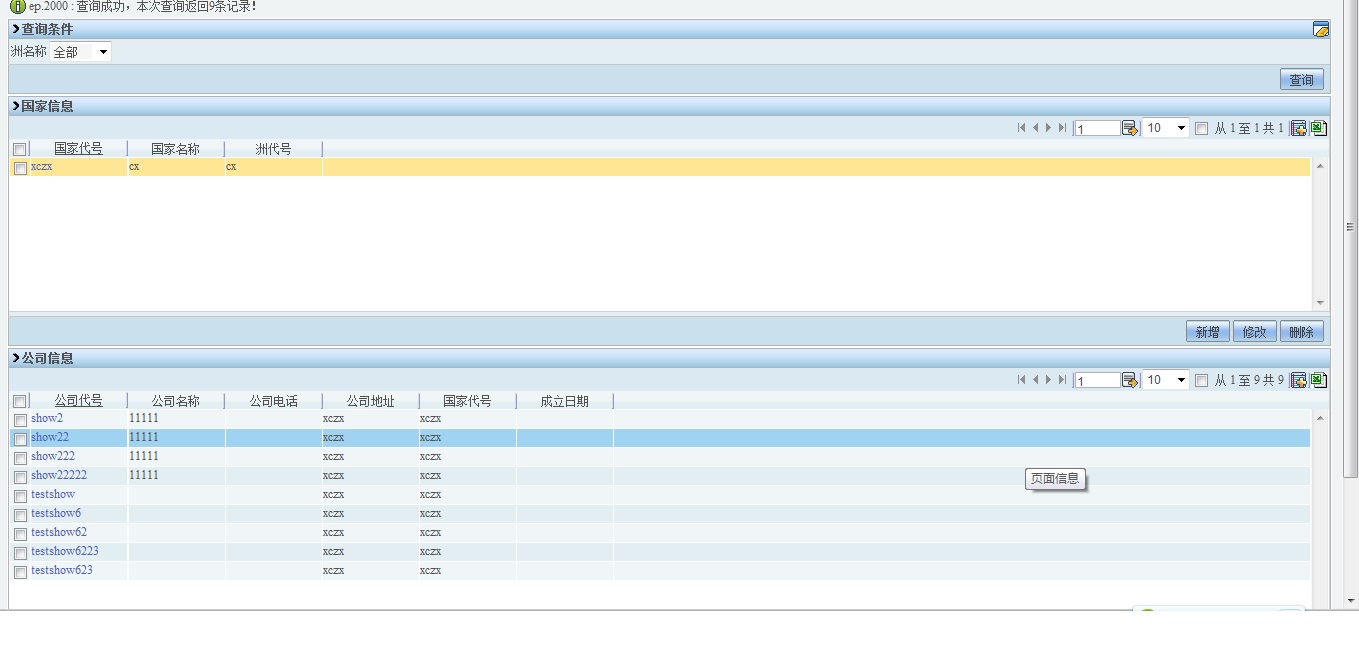 ep.2000 : 查询成功，本次查询返回9条记录！
查询条件
洲名称 全部
查询
国家信息
1 10 从 1 至 1 共 1
国家代号 国家名称 洲代号
xczx cx cx
新增 修改 删除
公司信息
1 10 从 1 至 9 共 9
公司代号 公司名称 公司电话 公司地址 国家代号 成立日期
show2 11111 xczx xczx
show22 11111 xczx xczx
show222 11111 xczx xczx
show22222 11111 xczx xczx
页面信息
testshow xczx xczx
testshow6 xczx xczx
testshow62 xczx xczx
testshow6223 xczx xczx
testshow623 xczx xczx